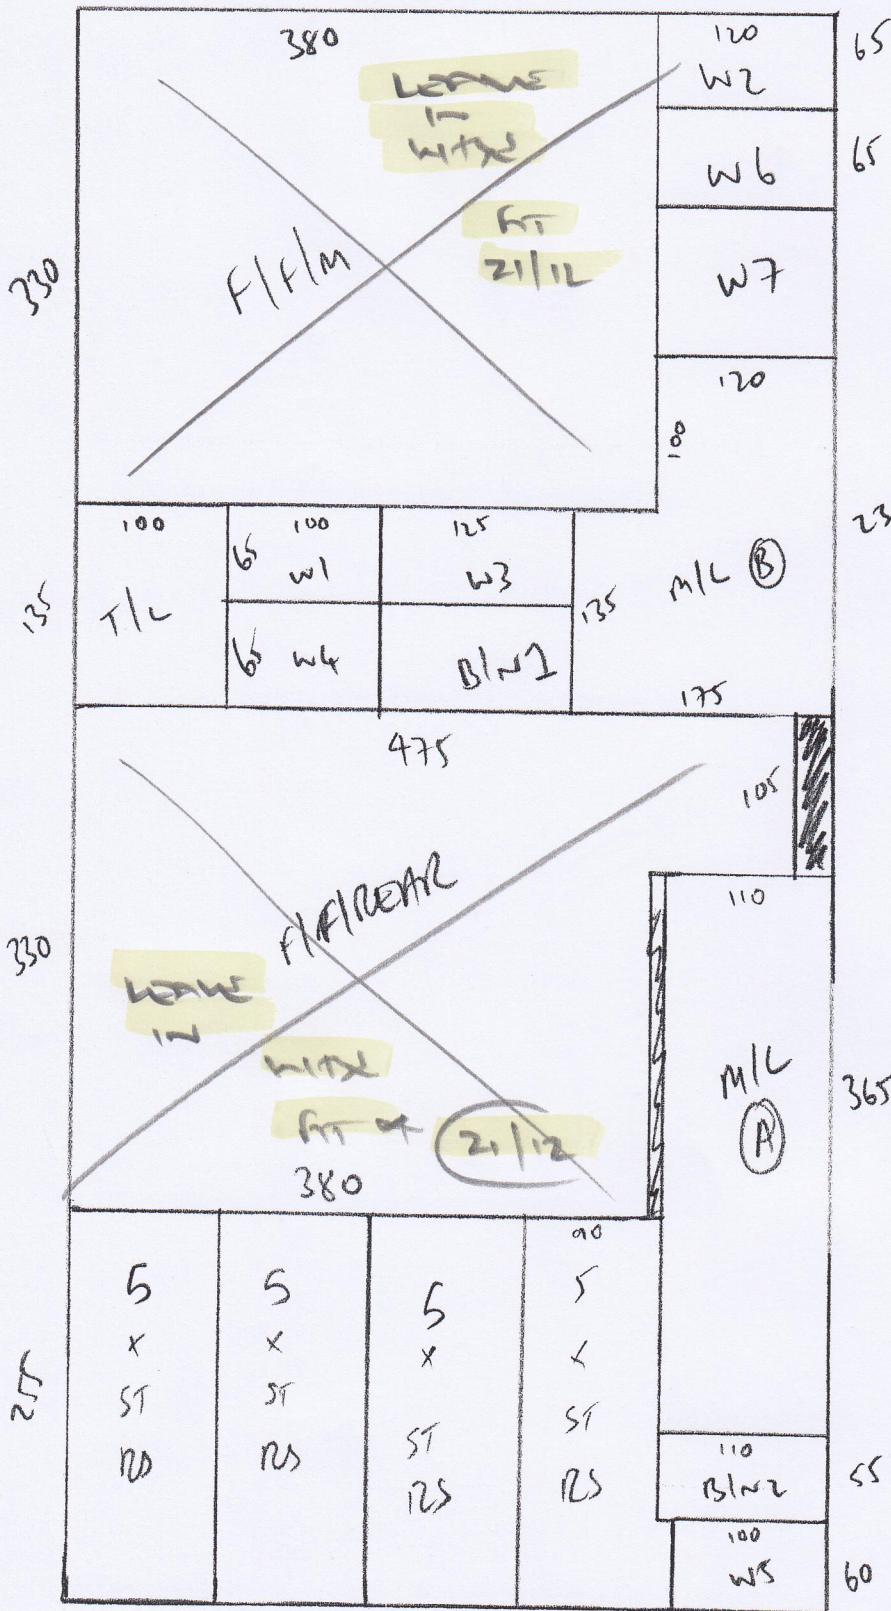 380
120
65
W2
LEAVE
IN
W6
65
FIT
21/12
F/F/M
W7
330
120
100
100
100
125
23
65
W1
W3
M/L B
135
T/L
135
65
W4
B/N1
175
475
105
F/F/REAR
110
330
LEAVE
IN
M/L
A
365
FIT
21/12
380
90
5
5
5
5
x
x
x
x
ST
ST
ST
ST
RS
RS
RS
RS
255
110
B/N2
55
100
W5
60